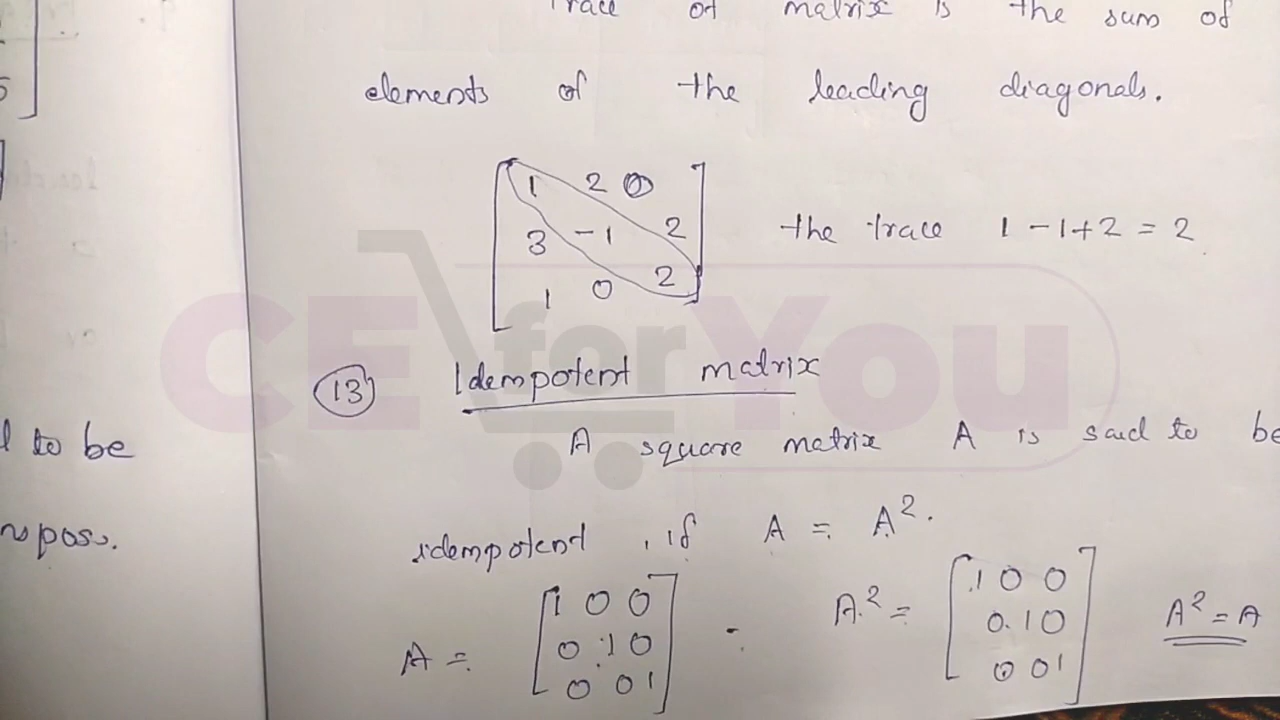 Trace of matrix is the sum of
elements of the leading diagonals.
1 2 0
3 -1 2
1 0 2
the trace 1 -1+2 = 2
13
Idempotent matrix
A square matrix A is said to be
idempotent, if A = A².
A = 1 0 0
0 1 0
0 0 1
A² = 1 0 0
0 1 0
0 0 1
A² = A
5
d to be
CE for You